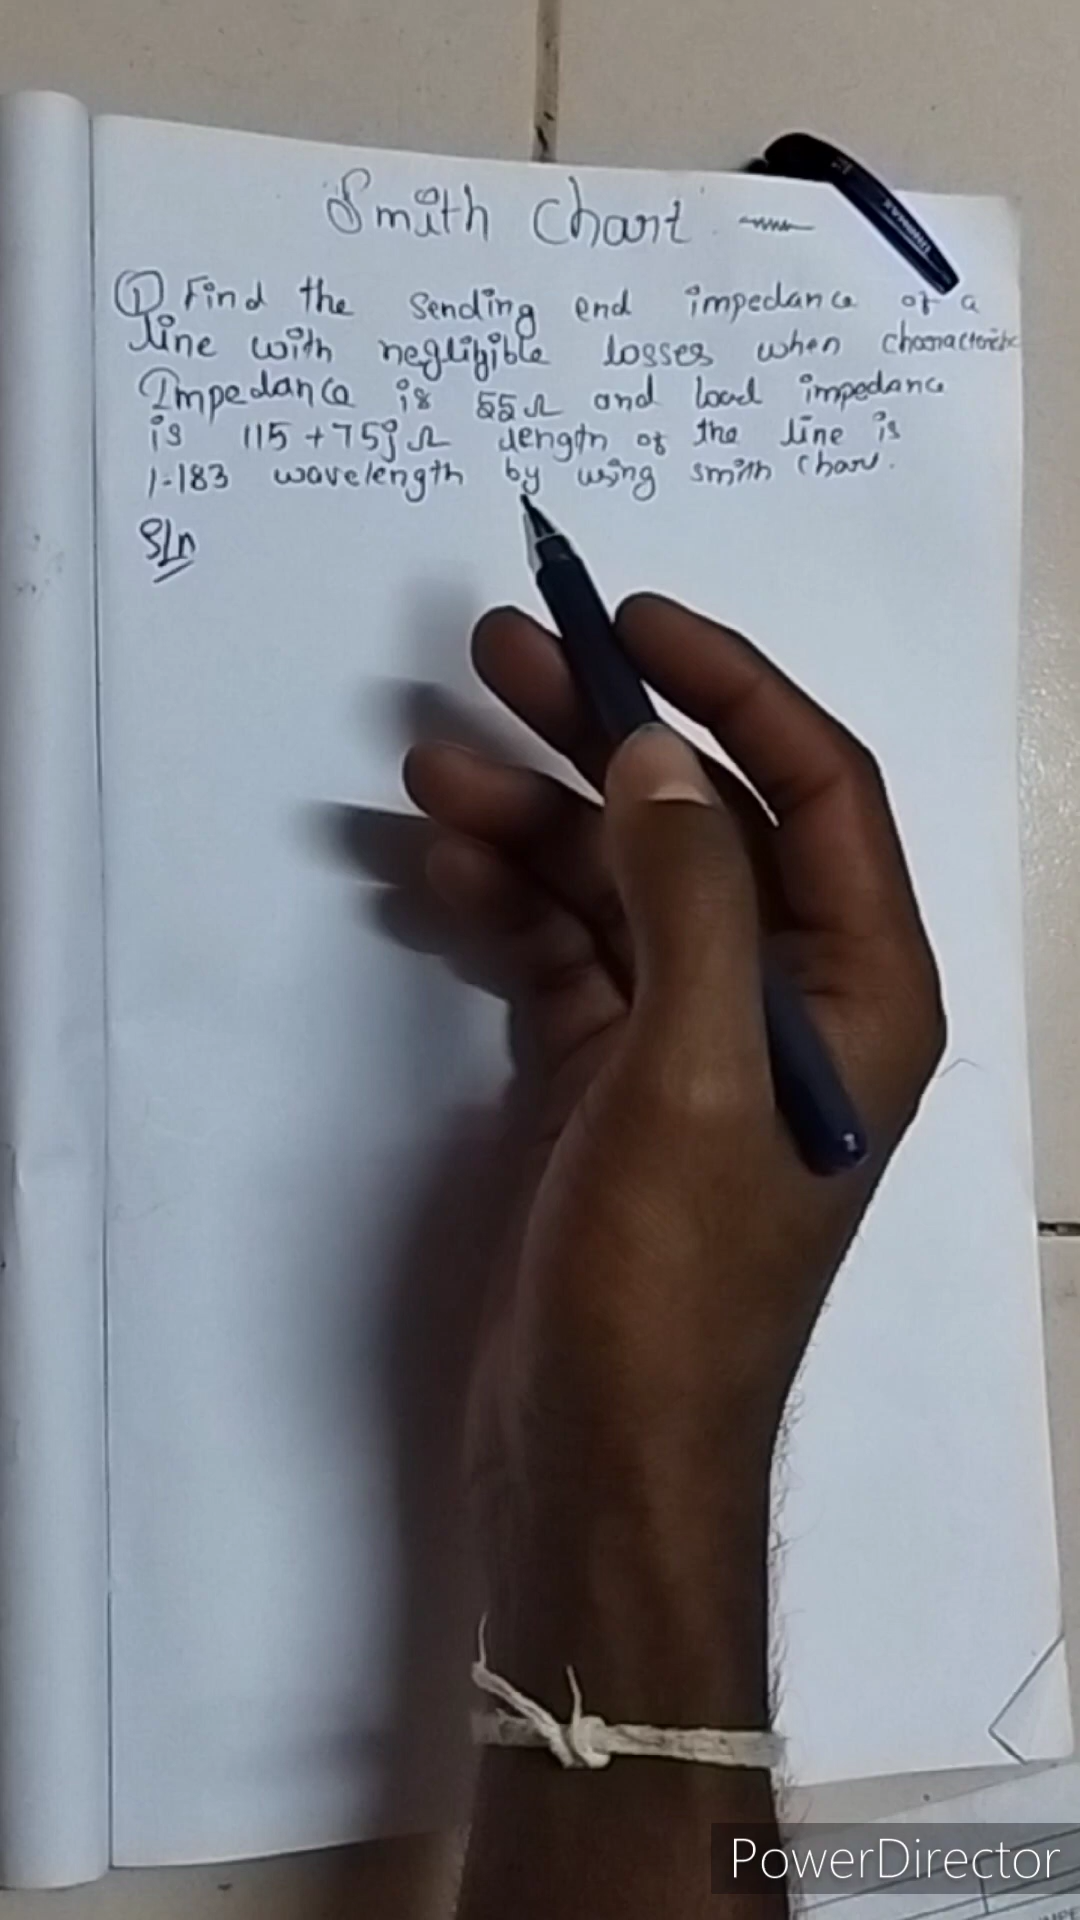 Smith Chart
① Find the sending end impedance of a
line with negligible losses when characteristic
Impedance is 55Ω and load impedance
is 115 + 75j Ω length of the line is
1.183 wavelength by using smith Chart.
Sln
PowerDirector